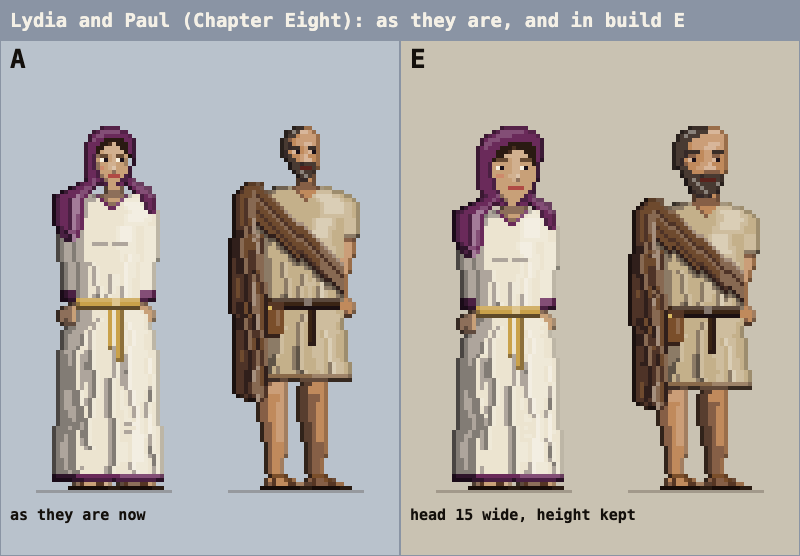 Lydia and Paul (Chapter Eight): as they are, and in build E
A
E
as they are now
head 15 wide, height kept